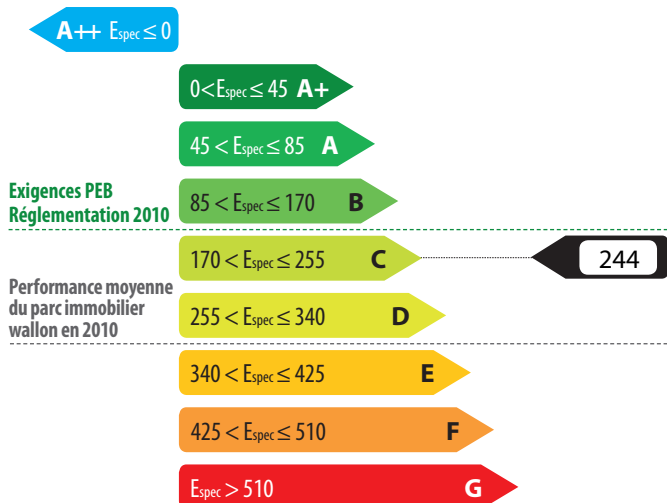 A++ Espec ≤ 0
0 < Espec ≤ 45 A+
45 < Espec ≤ 85 A
Exigences PEB
Réglementation 2010
85 < Espec ≤ 170 B
170 < Espec ≤ 255 C
244
Performance moyenne
du parc immobilier
wallon en 2010
255 < Espec ≤ 340 D
340 < Espec ≤ 425 E
425 < Espec ≤ 510 F
Espec > 510 G